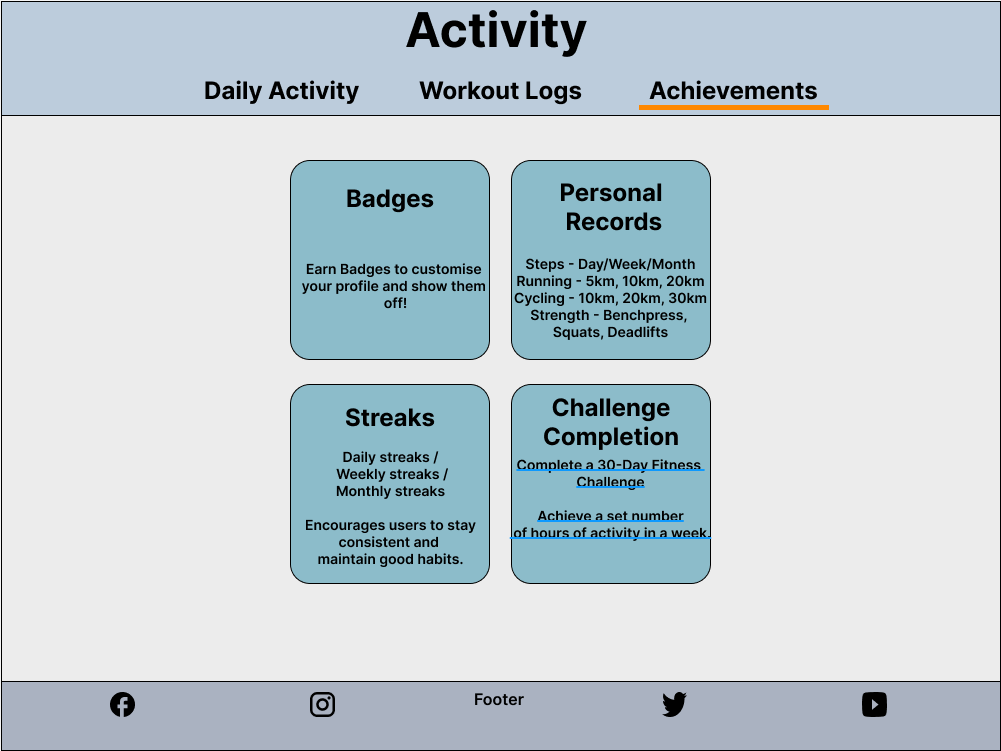 Activity
Daily Activity
Workout Logs
Achievements
Badges
Earn Badges to customise
your profile and show them
off!
Personal
Records
Steps - Day/Week/Month
Running - 5km, 10km, 20km
Cycling - 10km, 20km, 30km
Strength - Benchpress,
Squats, Deadlifts
Streaks
Daily streaks /
Weekly streaks /
Monthly streaks
Encourages users to stay
consistent and
maintain good habits.
Challenge
Completion
Complete a 30-Day Fitness
Challenge
Achieve a set number
of hours of activity in a week.
Footer